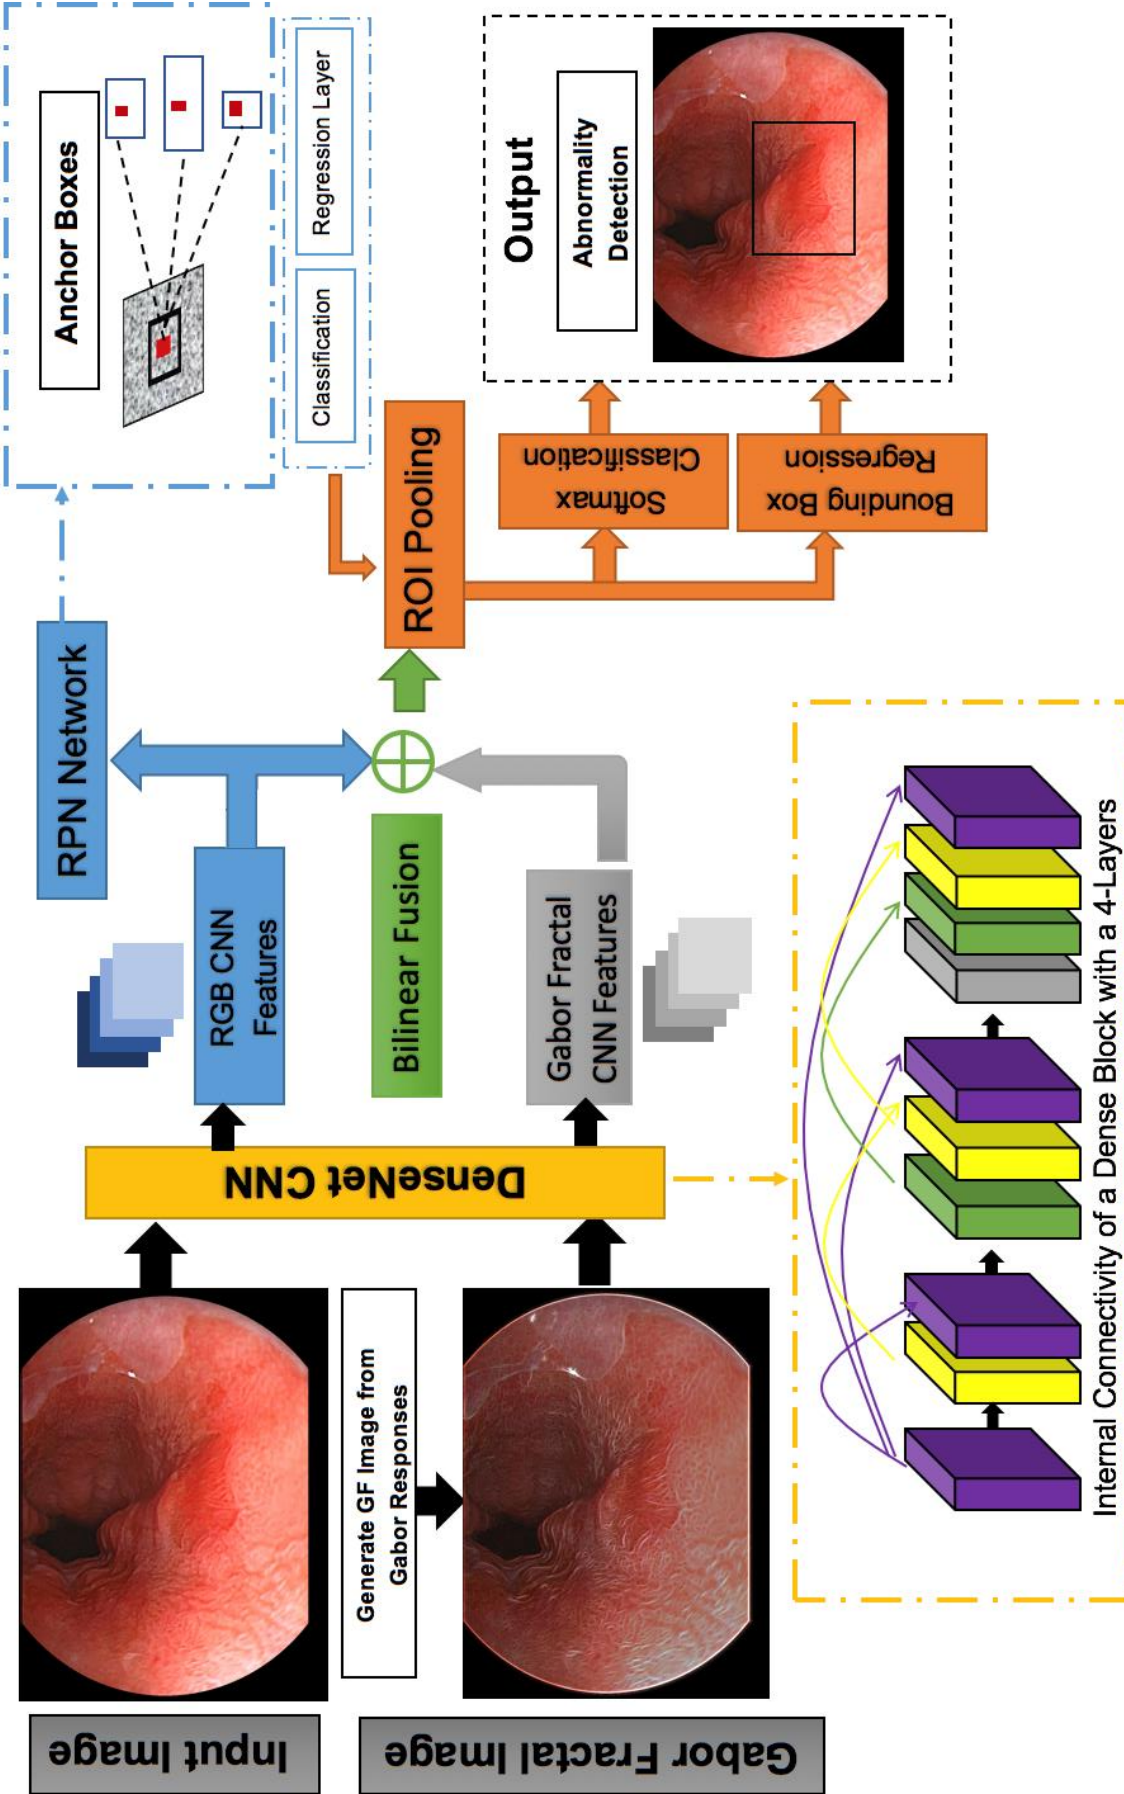 Input Image
Gabor Fractal Image
Generate GF Image from
Gabor Responses
DenseNet CNN
RGB CNN
Features
Bilinear Fusion
Gabor Fractal
CNN Features
RPN Network
Anchor Boxes
Classification
Regression Layer
ROI Pooling
Softmax
Classification
Bounding Box
Regression
Output
Abnormality
Detection
Internal Connectivity of a Dense Block with a 4-Layers